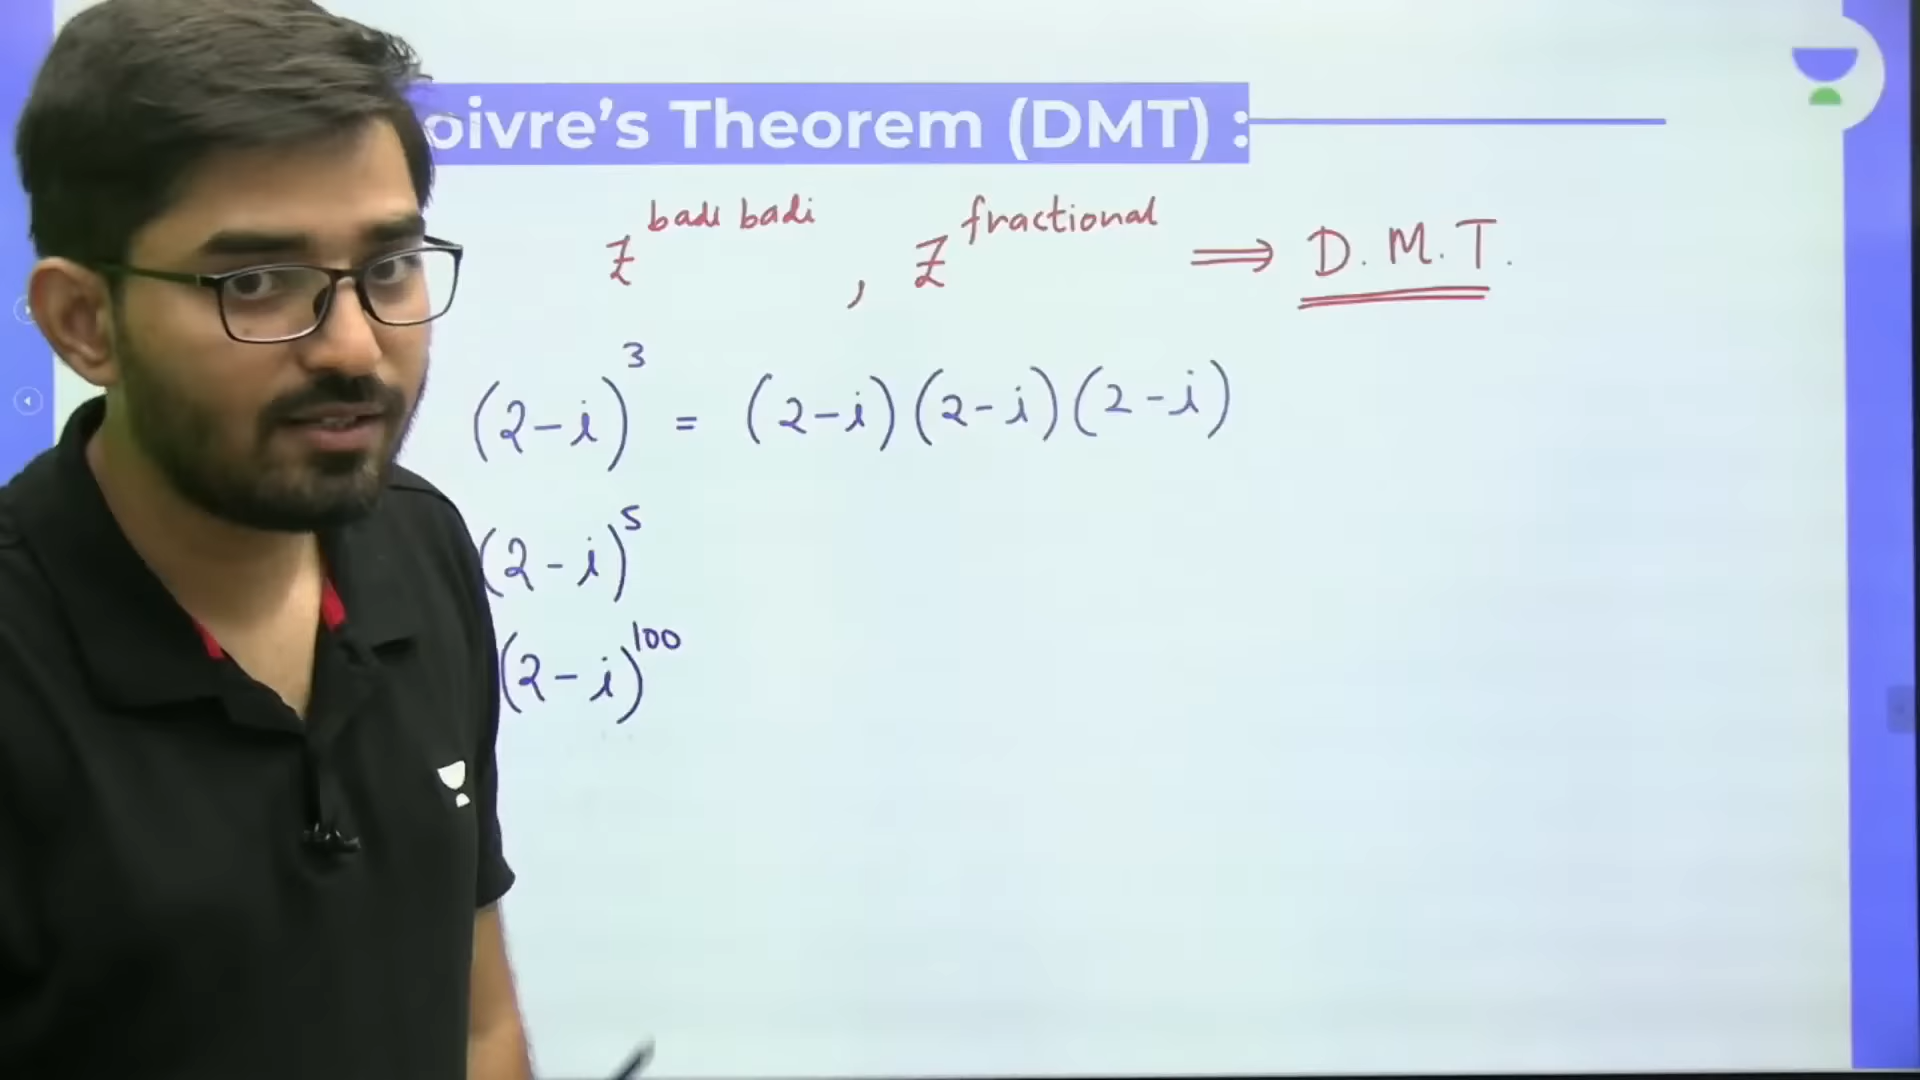 oivre’s Theorem (DMT) :
z^badi badi , z^fractional ⟹ D.M.T.
(2-i)^3 = (2-i)(2-i)(2-i)
(2-i)^5
(2-i)^100